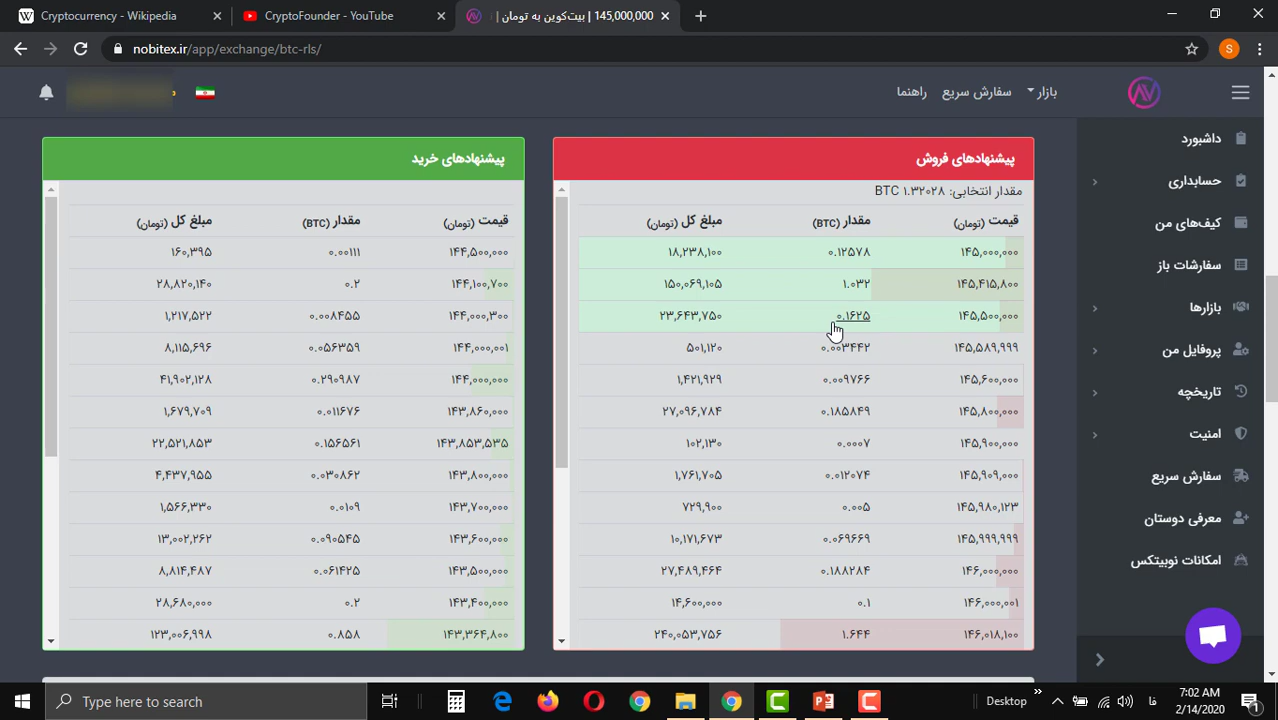 Cryptocurrency - Wikipedia
CryptoFounder - YouTube
145,000,000 | بیت‌کوین به تومان |
nobitex.ir/app/exchange/btc-rls/
S
بازار
سفارش سریع
راهنما
داشبورد
حسابداری
کیف‌های من
سفارشات باز
بازارها
پروفایل من
تاریخچه
امنیت
سفارش سریع
معرفی دوستان
امکانات نوبیتکس
پیشنهادهای فروش
مقدار انتخابی: ۱.۳۲۰۲۸ BTC
قیمت (تومان) مقدار (BTC) مبلغ کل (تومان)
۱۴۵,۰۰۰,۰۰۰ ۰.۱۲۵۷۸ ۱۸,۲۳۸,۱۰۰
۱۴۵,۴۱۵,۸۰۰ ۱.۰۳۲ ۱۵۰,۰۶۹,۱۰۵
۱۴۵,۵۰۰,۰۰۰ ۰.۱۶۲۵ ۲۳,۶۴۳,۷۵۰
۱۴۵,۵۸۹,۹۹۹ ۰.۰۰۳۴۴۲ ۵۰۱,۱۲۰
۱۴۵,۶۰۰,۰۰۰ ۰.۰۰۹۷۶۶ ۱,۴۲۱,۹۲۹
۱۴۵,۸۰۰,۰۰۰ ۰.۱۸۵۸۴۹ ۲۷,۰۹۶,۷۸۴
۱۴۵,۹۰۰,۰۰۰ ۰.۰۰۰۷ ۱۰۲,۱۳۰
۱۴۵,۹۰۹,۰۰۰ ۰.۰۱۲۰۷۴ ۱,۷۶۱,۷۰۵
۱۴۵,۹۸۰,۱۲۳ ۰.۰۰۵ ۷۲۹,۹۰۰
۱۴۵,۹۹۹,۹۹۹ ۰.۰۶۹۶۶۹ ۱۰,۱۷۱,۶۷۳
۱۴۶,۰۰۰,۰۰۰ ۰.۱۸۸۲۸۴ ۲۷,۴۸۹,۴۶۴
۱۴۶,۰۰۰,۰۰۱ ۰.۱ ۱۴,۶۰۰,۰۰۰
۱۴۶,۰۱۸,۱۰۰ ۱.۶۴۴ ۲۴۰,۰۵۳,۷۵۶
پیشنهادهای خرید
قیمت (تومان) مقدار (BTC) مبلغ کل (تومان)
۱۴۴,۵۰۰,۰۰۰ ۰.۰۰۱۱۱ ۱۶۰,۳۹۵
۱۴۴,۱۰۰,۷۰۰ ۰.۲ ۲۸,۸۲۰,۱۴۰
۱۴۴,۰۰۰,۳۰۰ ۰.۰۰۸۴۵۵ ۱,۲۱۷,۵۲۲
۱۴۴,۰۰۰,۰۰۱ ۰.۰۵۶۳۵۹ ۸,۱۱۵,۶۹۶
۱۴۴,۰۰۰,۰۰۰ ۰.۲۹۰۹۸۷ ۴۱,۹۰۲,۱۲۸
۱۴۳,۸۶۰,۰۰۰ ۰.۰۱۱۶۷۶ ۱,۶۷۹,۷۰۹
۱۴۳,۸۵۳,۵۳۵ ۰.۱۵۶۵۶۱ ۲۲,۵۲۱,۸۵۳
۱۴۳,۸۰۰,۰۰۰ ۰.۰۳۰۸۶۲ ۴,۴۳۷,۹۵۵
۱۴۳,۷۰۰,۰۰۰ ۰.۰۱۰۹ ۱,۵۶۶,۳۳۰
۱۴۳,۶۰۰,۰۰۰ ۰.۰۹۰۵۴۵ ۱۳,۰۰۲,۲۶۲
۱۴۳,۵۰۰,۰۰۰ ۰.۰۶۱۴۲۵ ۸,۸۱۴,۴۸۷
۱۴۳,۴۰۰,۰۰۰ ۰.۲ ۲۸,۶۸۰,۰۰۰
۱۴۳,۳۶۴,۸۰۰ ۰.۸۵۸ ۱۲۳,۰۰۶,۹۹۸
Type here to search
Desktop
فا
7:02 AM
2/14/2020
1